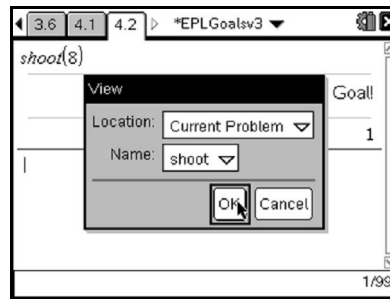 3.6 4.1 4.2 *EPLGoalsv3
shoot(8)
View
Goal!
Location: Current Problem
1
Name: shoot
OK Cancel
1/99